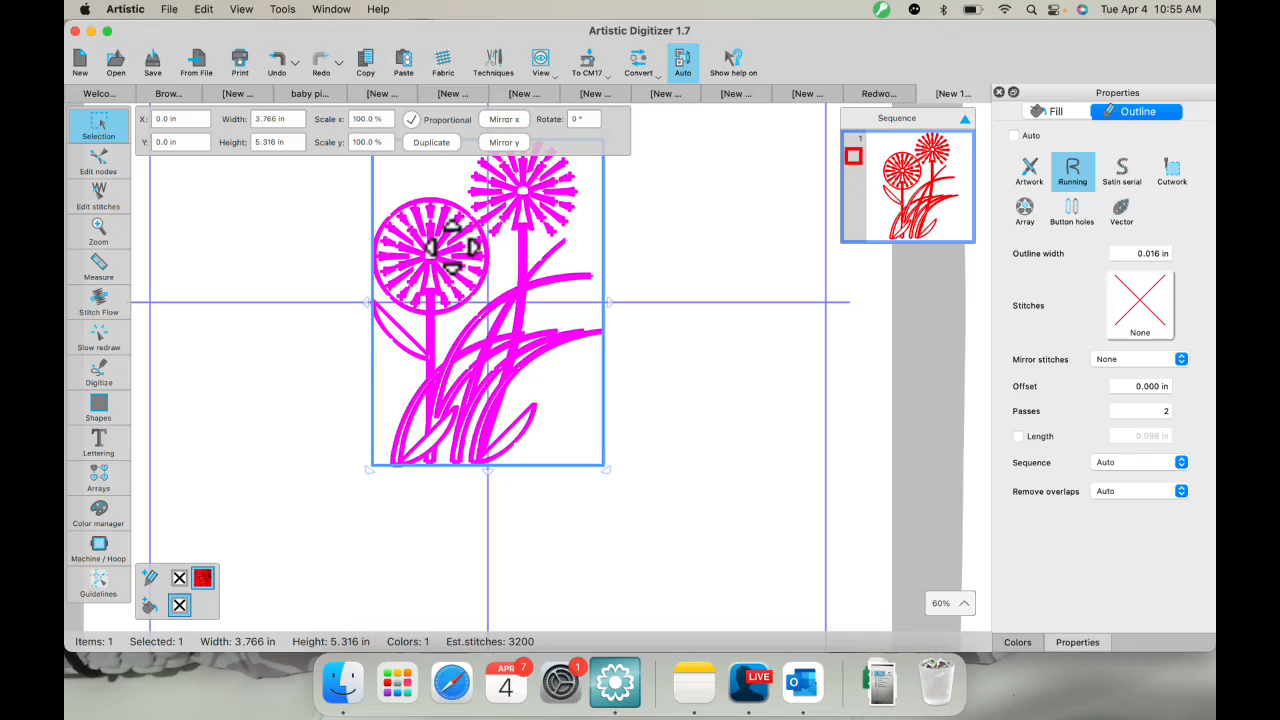 Artistic File Edit View Tools Window Help Tue Apr 4 10:55 AM
Artistic Digitizer 1.7
New Open Save From File Print Undo Redo Copy Paste Fabric Techniques View To CM17 Convert Auto Show help on
Welco... Brow... [New ... baby pi... [New ... [New ... [New ... [New ... [New ... [New ... [New ... Redwo... [New 1...
Properties
X: 0.0 in Width: 3.766 in Scale x: 100.0 % Proportional Mirror x Rotate: 0 °
Y: 0.0 in Height: 5.316 in Scale y: 100.0 % Duplicate Mirror y
Sequence
1
Fill Outline
Auto
Artwork Running Satin serial Cutwork
Array Button holes Vector
Outline width 0.016 in
Stitches None
Mirror stitches None
Offset 0.000 in
Passes 2
Length 0.098 in
Sequence Auto
Remove overlaps Auto
Selection
Edit nodes
Edit stitches
Zoom
Measure
Stitch Flow
Slow redraw
Digitize
Shapes
Lettering
Arrays
Color manager
Machine / Hoop
Guidelines
60%
Items: 1 Selected: 1 Width: 3.766 in Height: 5.316 in Colors: 1 Est.stitches: 3200
Colors Properties
APR 7
4
1
LIVE